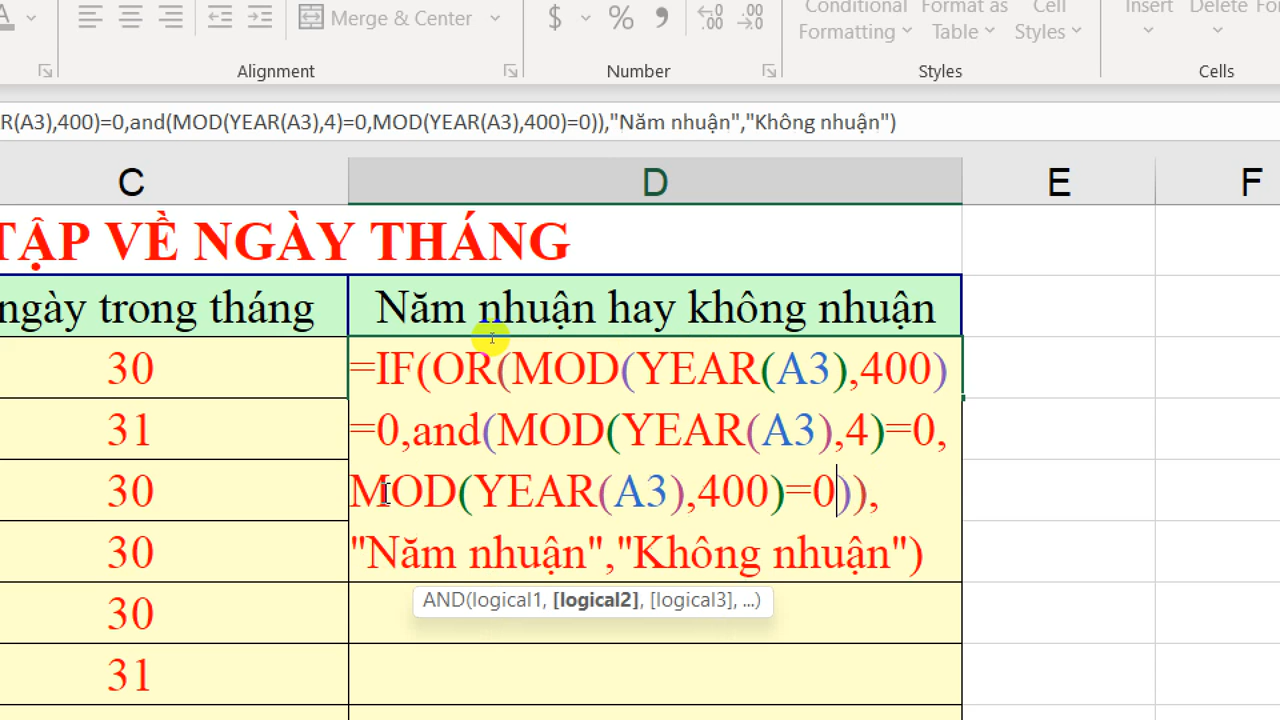 Merge & Center
$ % 9 ←.00 .00
Conditional Format as Cell Insert Delete
Formatting Table Styles
Alignment Number Styles Cells
R(A3),400)=0,and(MOD(YEAR(A3),4)=0,MOD(YEAR(A3),400)=0)),"Năm nhuận","Không nhuận")
C D E F
TẬP VỀ NGÀY THÁNG
ngày trong tháng Năm nhuận hay không nhuận
30 =IF(OR(MOD(YEAR(A3),400)
31 =0,and(MOD(YEAR(A3),4)=0,
30 MOD(YEAR(A3),400)=0)),
30 "Năm nhuận","Không nhuận")
30 AND(logical1, [logical2], [logical3], ...)
31